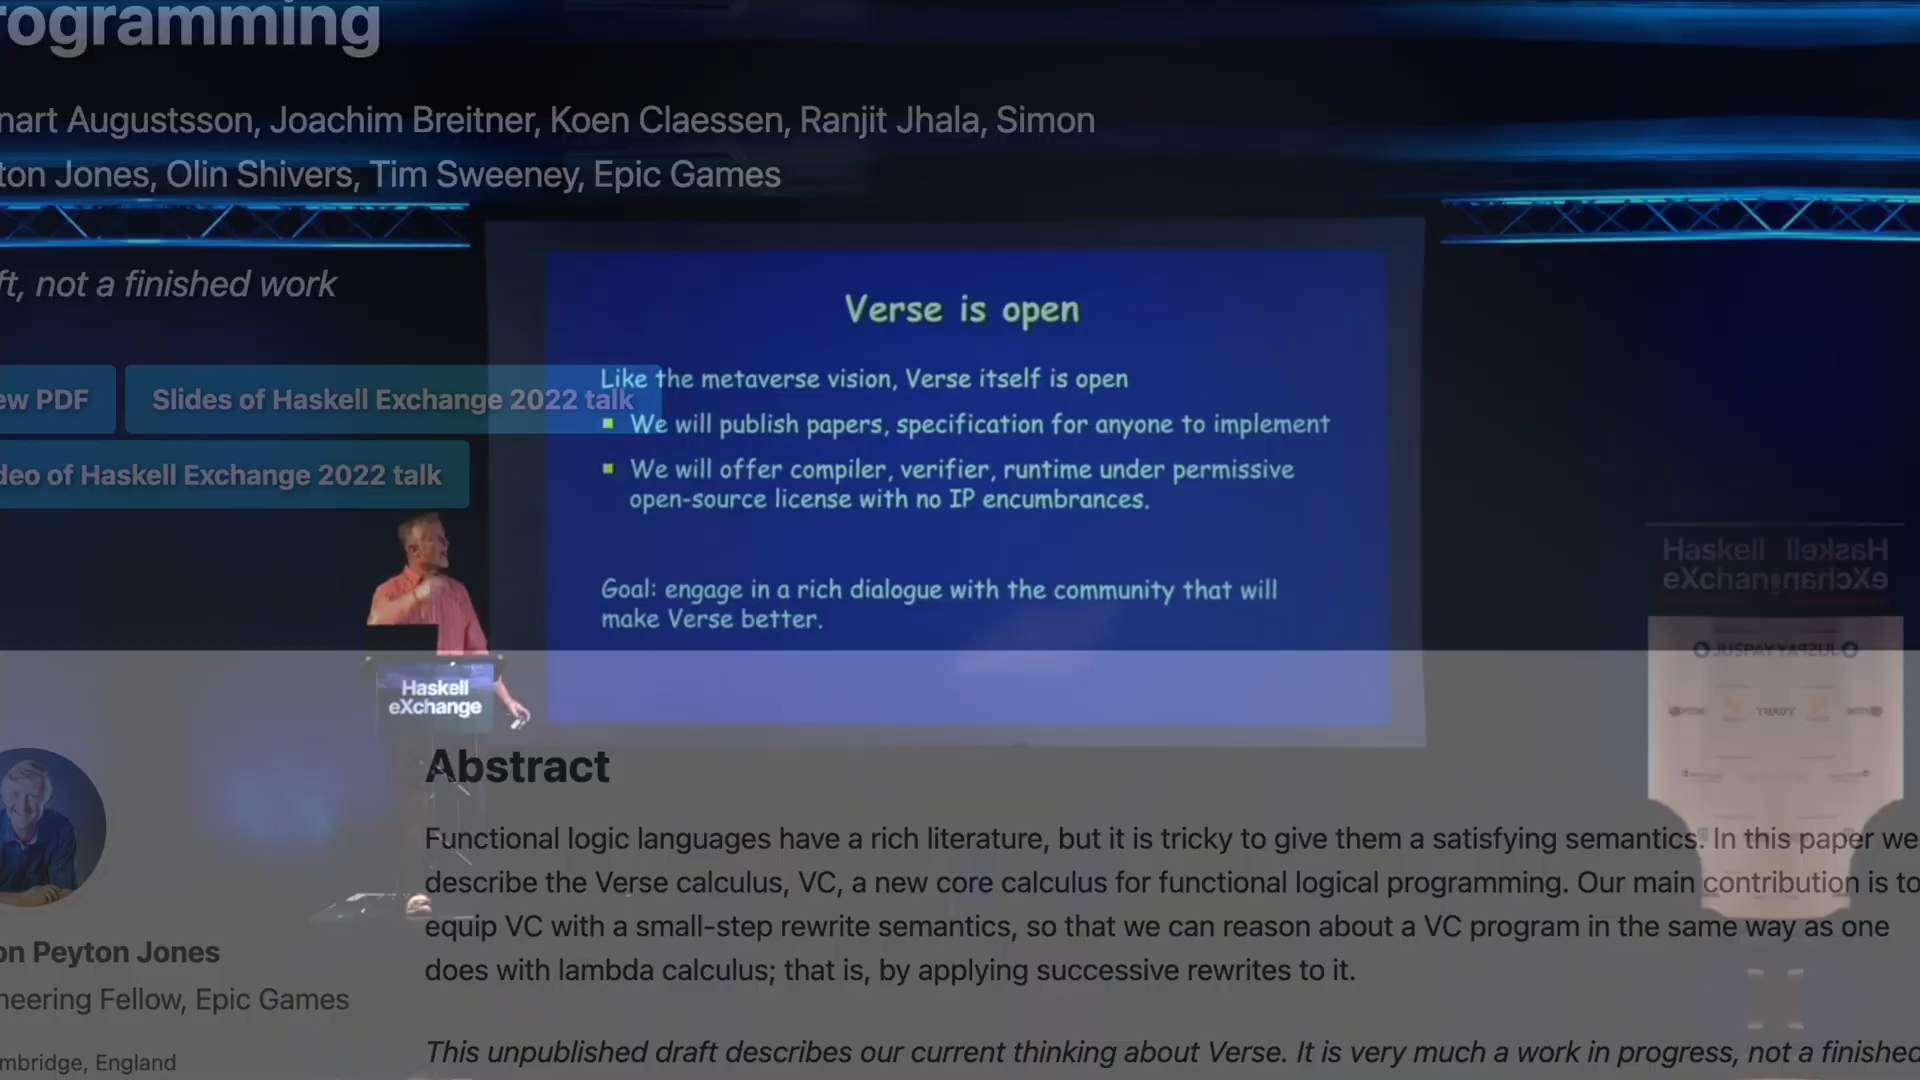 ogramming
nart Augustsson, Joachim Breitner, Koen Claessen, Ranjit Jhala, Simon
ton Jones, Olin Shivers, Tim Sweeney, Epic Games
ft, not a finished work
ew PDF
Slides of Haskell Exchange 2022 talk
deo of Haskell Exchange 2022 talk
Verse is open
Like the metaverse vision, Verse itself is open
We will publish papers, specification for anyone to implement
We will offer compiler, verifier, runtime under permissive
open-source license with no IP encumbrances.
Goal: engage in a rich dialogue with the community that will
make Verse better.
Haskell
eXchange
Haskell
eXchan
JUSPAY
Abstract
Functional logic languages have a rich literature, but it is tricky to give them a satisfying semantics. In this paper we
describe the Verse calculus, VC, a new core calculus for functional logical programming. Our main contribution is to
equip VC with a small-step rewrite semantics, so that we can reason about a VC program in the same way as one
does with lambda calculus; that is, by applying successive rewrites to it.
This unpublished draft describes our current thinking about Verse. It is very much a work in progress, not a finished
on Peyton Jones
neering Fellow, Epic Games
mbridge, England